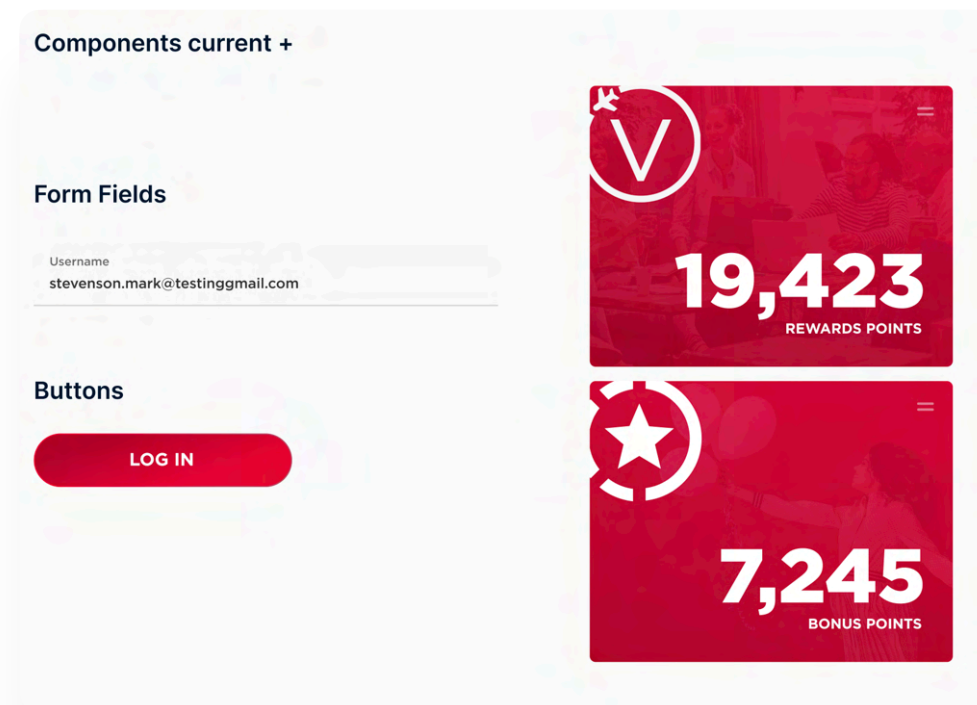 Components current +
Form Fields
Username
stevenson.mark@testinggmail.com
Buttons
LOG IN
V
19,423
REWARDS POINTS
7,245
BONUS POINTS